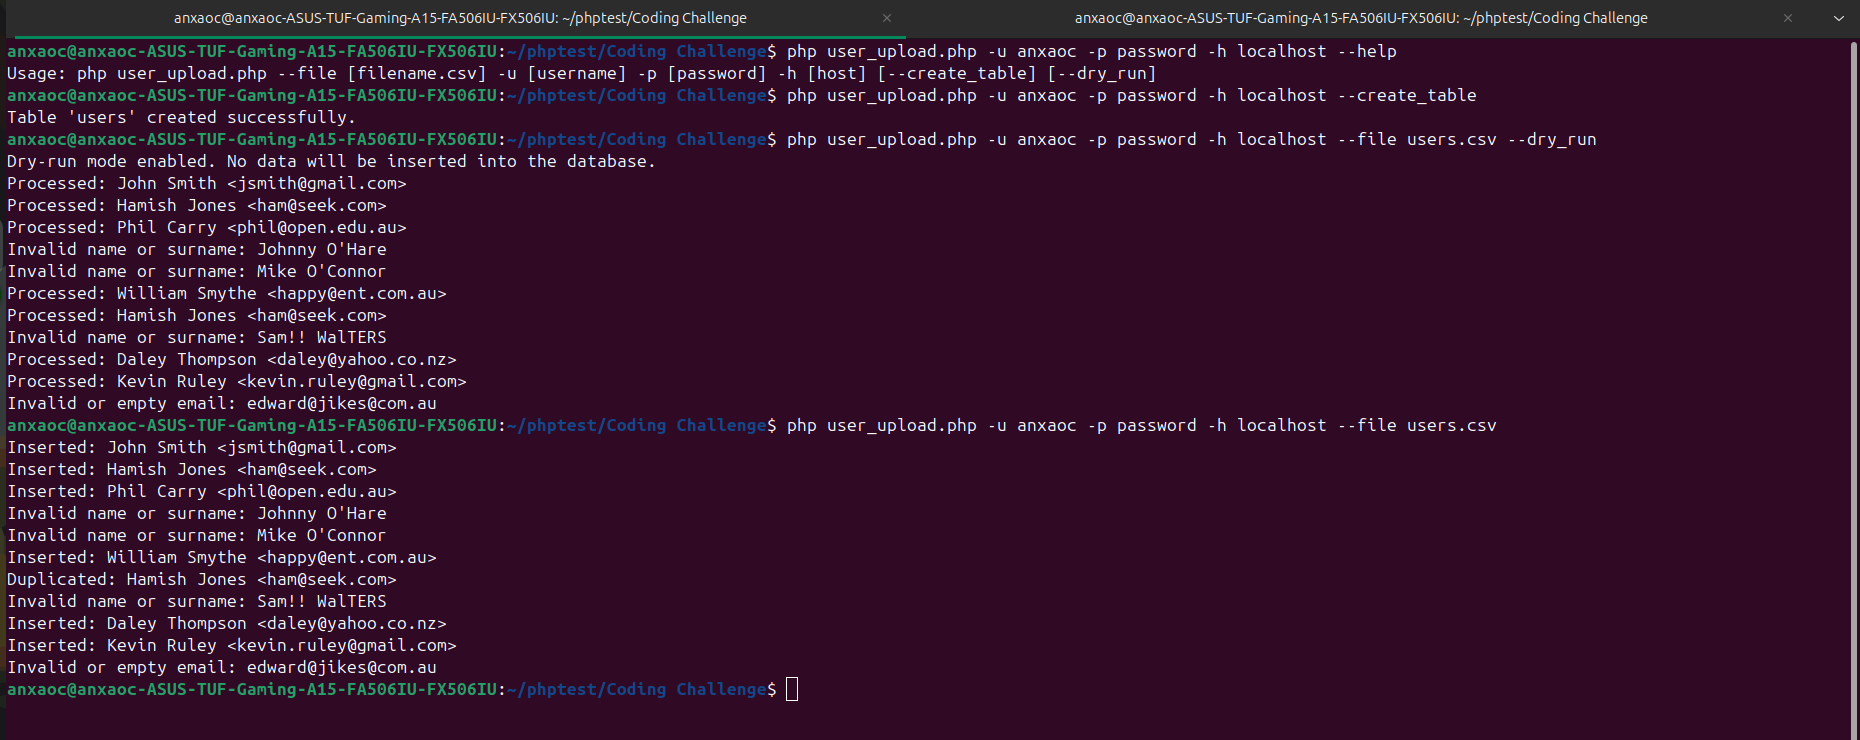 anxaoc@anxaoc-ASUS-TUF-Gaming-A15-FA506IU-FX506IU: ~/phptest/Coding Challenge
anxaoc@anxaoc-ASUS-TUF-Gaming-A15-FA506IU-FX506IU: ~/phptest/Coding Challenge
anxaoc@anxaoc-ASUS-TUF-Gaming-A15-FA506IU-FX506IU:~/phptest/Coding Challenge$ php user_upload.php -u anxaoc -p password -h localhost --help
Usage: php user_upload.php --file [filename.csv] -u [username] -p [password] -h [host] [--create_table] [--dry_run]
anxaoc@anxaoc-ASUS-TUF-Gaming-A15-FA506IU-FX506IU:~/phptest/Coding Challenge$ php user_upload.php -u anxaoc -p password -h localhost --create_table
Table 'users' created successfully.
anxaoc@anxaoc-ASUS-TUF-Gaming-A15-FA506IU-FX506IU:~/phptest/Coding Challenge$ php user_upload.php -u anxaoc -p password -h localhost --file users.csv --dry_run
Dry-run mode enabled. No data will be inserted into the database.
Processed: John Smith <jsmith@gmail.com>
Processed: Hamish Jones <ham@seek.com>
Processed: Phil Carry <phil@open.edu.au>
Invalid name or surname: Johnny O'Hare
Invalid name or surname: Mike O'Connor
Processed: William Smythe <happy@ent.com.au>
Processed: Hamish Jones <ham@seek.com>
Invalid name or surname: Sam!! WalTERS
Processed: Daley Thompson <daley@yahoo.co.nz>
Processed: Kevin Ruley <kevin.ruley@gmail.com>
Invalid or empty email: edward@jikes@com.au
anxaoc@anxaoc-ASUS-TUF-Gaming-A15-FA506IU-FX506IU:~/phptest/Coding Challenge$ php user_upload.php -u anxaoc -p password -h localhost --file users.csv
Inserted: John Smith <jsmith@gmail.com>
Inserted: Hamish Jones <ham@seek.com>
Inserted: Phil Carry <phil@open.edu.au>
Invalid name or surname: Johnny O'Hare
Invalid name or surname: Mike O'Connor
Inserted: William Smythe <happy@ent.com.au>
Duplicated: Hamish Jones <ham@seek.com>
Invalid name or surname: Sam!! WalTERS
Inserted: Daley Thompson <daley@yahoo.co.nz>
Inserted: Kevin Ruley <kevin.ruley@gmail.com>
Invalid or empty email: edward@jikes@com.au
anxaoc@anxaoc-ASUS-TUF-Gaming-A15-FA506IU-FX506IU:~/phptest/Coding Challenge$